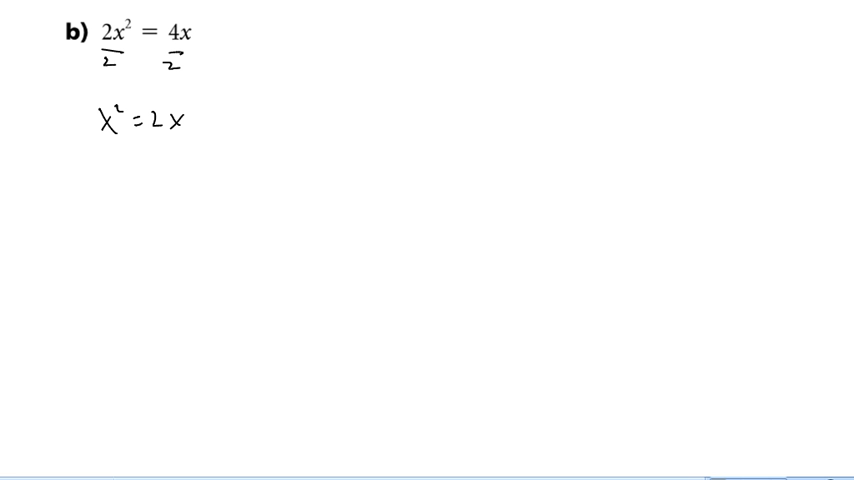 b) 2x² = 4x
2 2
x² = 2x